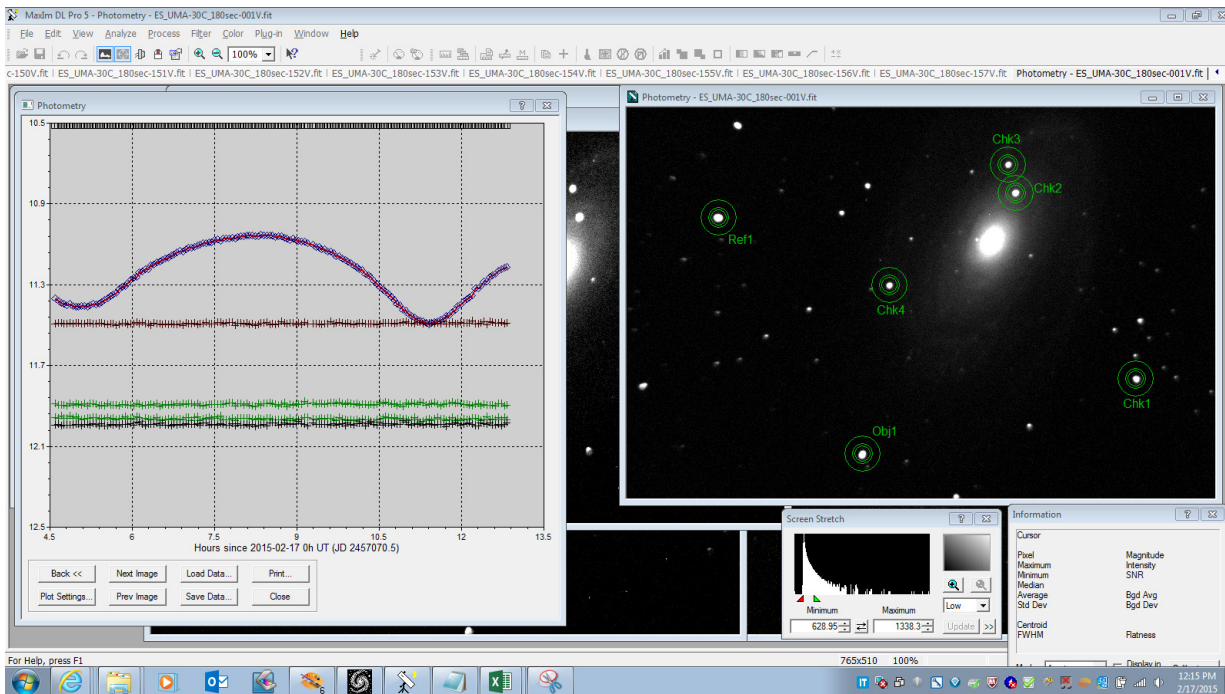 MaxIm DL Pro 5 - Photometry - ES_UMA-30C_180sec-001V.fit
File Edit View Analyze Process Filter Color Plug-in Window Help
100%
c-150V.fit | ES_UMA-30C_180sec-151V.fit | ES_UMA-30C_180sec-152V.fit | ES_UMA-30C_180sec-153V.fit | ES_UMA-30C_180sec-154V.fit | ES_UMA-30C_180sec-155V.fit | ES_UMA-30C_180sec-156V.fit | ES_UMA-30C_180sec-157V.fit Photometry - ES_UMA-30C_180sec-001V.fit
Photometry
10.5
10.9
11.3
11.7
12.1
12.5
4.5 6 7.5 9 10.5 12 13.5
Hours since 2015-02-17 0h UT (JD 2457070.5)
Back << Next Image Load Data... Print...
Plot Settings... Prev Image Save Data... Close
Photometry - ES_UMA-30C_180sec-001V.fit
Chk3
Chk2
Ref1
Chk4
Chk1
Obj1
Screen Stretch
Low
Minimum Maximum
628.95 1338.3 Update >>
Information
Cursor
Pixel Magnitude
Maximum Intensity
Minimum SNR
Median
Average Bgd Avg
Std Dev Bgd Dev
Centroid
FWHM Flatness
Display in
For Help, press F1
765x510 100%
IT
12:15 PM
2/17/2015